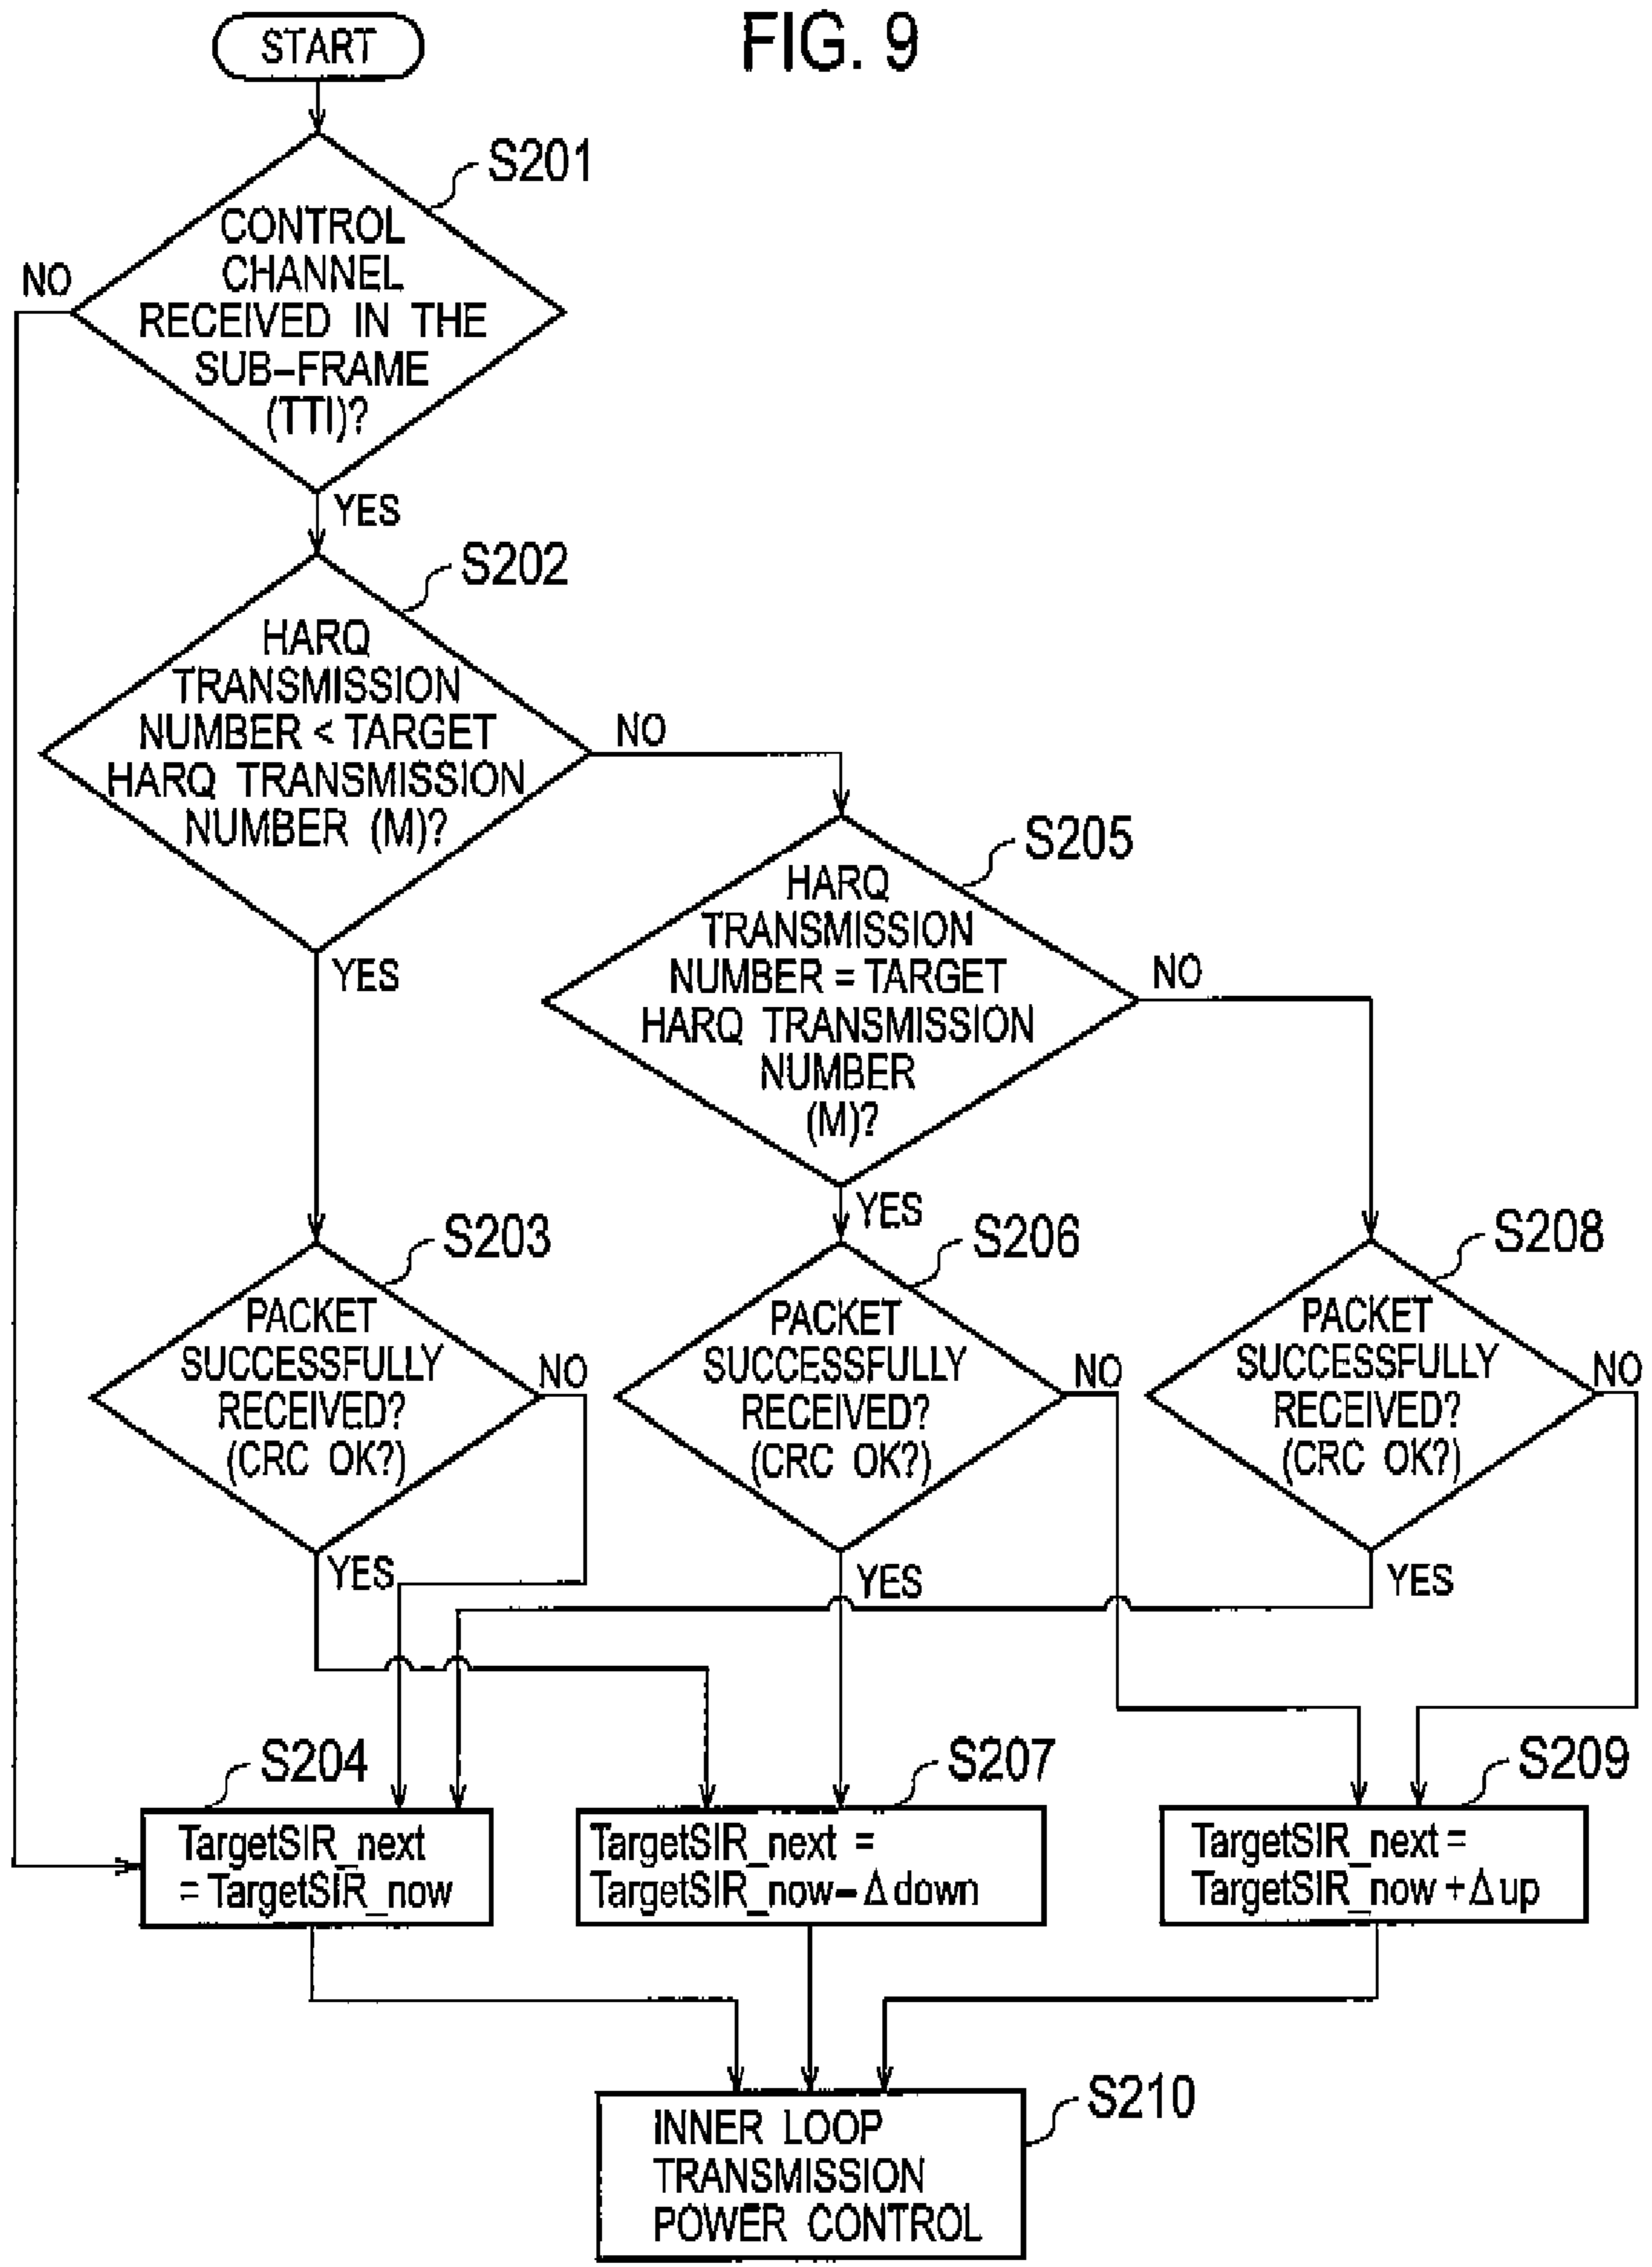 FIG. 9
START
S201
CONTROL
CHANNEL
RECEIVED IN THE
SUB-FRAME
(TTI)?
NO
YES
S202
HARQ
TRANSMISSION
NUMBER < TARGET
HARQ TRANSMISSION
NUMBER (M)?
NO
YES
S205
HARQ
TRANSMISSION
NUMBER = TARGET
HARQ TRANSMISSION
NUMBER
(M)?
NO
YES
S203
PACKET
SUCCESSFULLY
RECEIVED?
(CRC OK?)
NO
YES
S206
PACKET
SUCCESSFULLY
RECEIVED?
(CRC OK?)
NO
YES
S208
PACKET
SUCCESSFULLY
RECEIVED?
(CRC OK?)
NO
YES
S204
TargetSIR_next
= TargetSIR_now
S207
TargetSIR_next =
TargetSIR_now-Δdown
S209
TargetSIR_next =
TargetSIR_now +Δup
S210
INNER LOOP
TRANSMISSION
POWER CONTROL